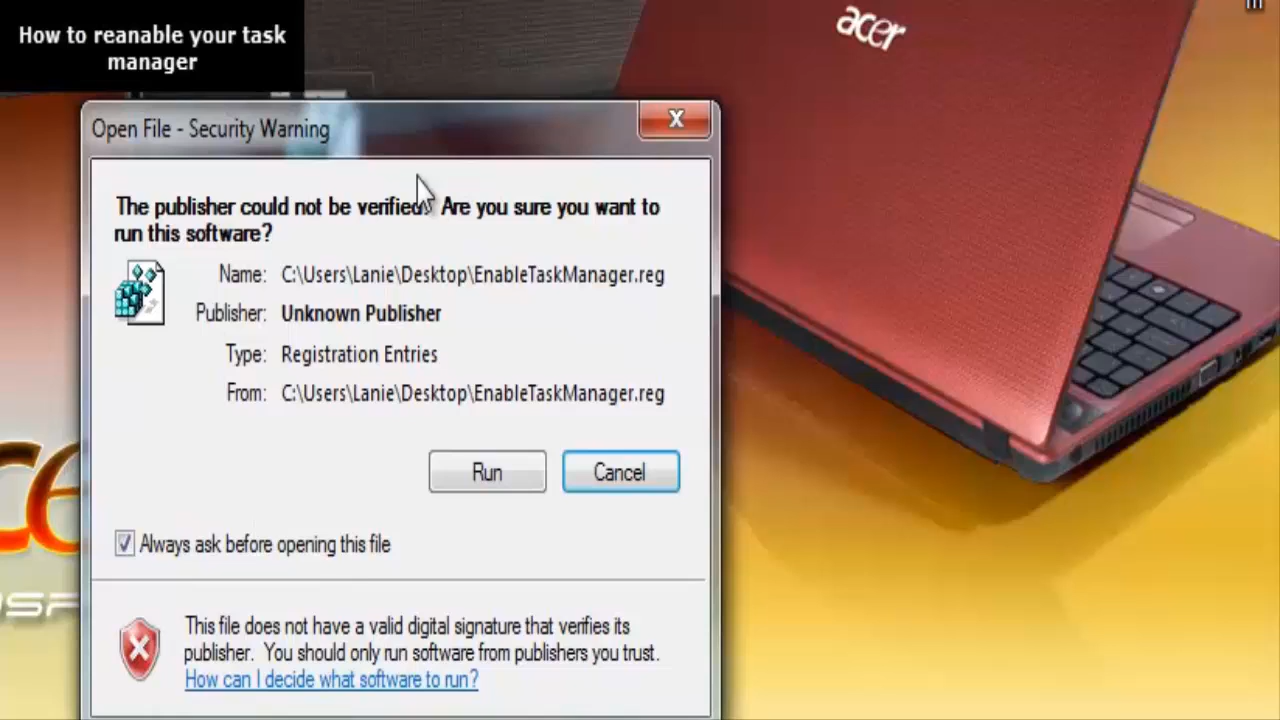 How to reanable your task
manager
acer
Open File - Security Warning
The publisher could not be verified. Are you sure you want to
run this software?
Name: C:\Users\Lanie\Desktop\EnableTaskManager.reg
Publisher: Unknown Publisher
Type: Registration Entries
From: C:\Users\Lanie\Desktop\EnableTaskManager.reg
Run Cancel
Always ask before opening this file
This file does not have a valid digital signature that verifies its
publisher. You should only run software from publishers you trust.
How can I decide what software to run?